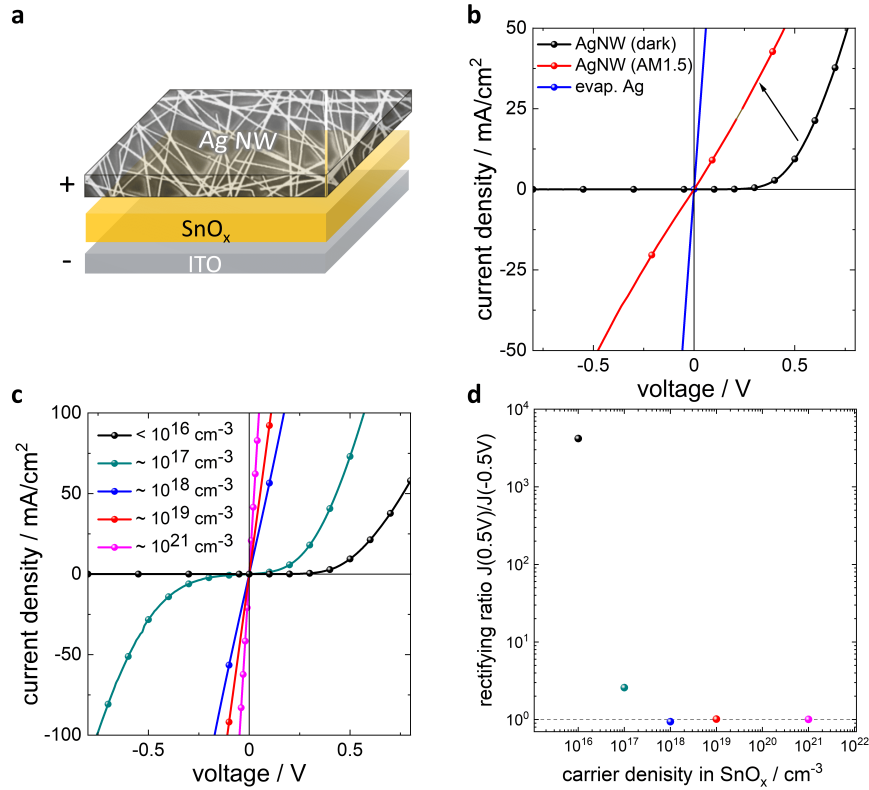 a
Ag NW
+
SnOx
-
ITO
b
50
25
0
-25
-50
current density / mA/cm2
AgNW (dark)
AgNW (AM1.5)
evap. Ag
-0.5
0
0.5
voltage / V
c
100
50
0
-50
-100
current density / mA/cm2
< 10^16 cm-3
~ 10^17 cm-3
~ 10^18 cm-3
~ 10^19 cm-3
~ 10^21 cm-3
-0.5
0
0.5
voltage / V
d
10^4
10^3
10^2
10^1
10^0
rectifying ratio J(0.5V)/J(-0.5V)
10^16 10^17 10^18 10^19 10^20 10^21 10^22
carrier denisity in SnOx / cm-3